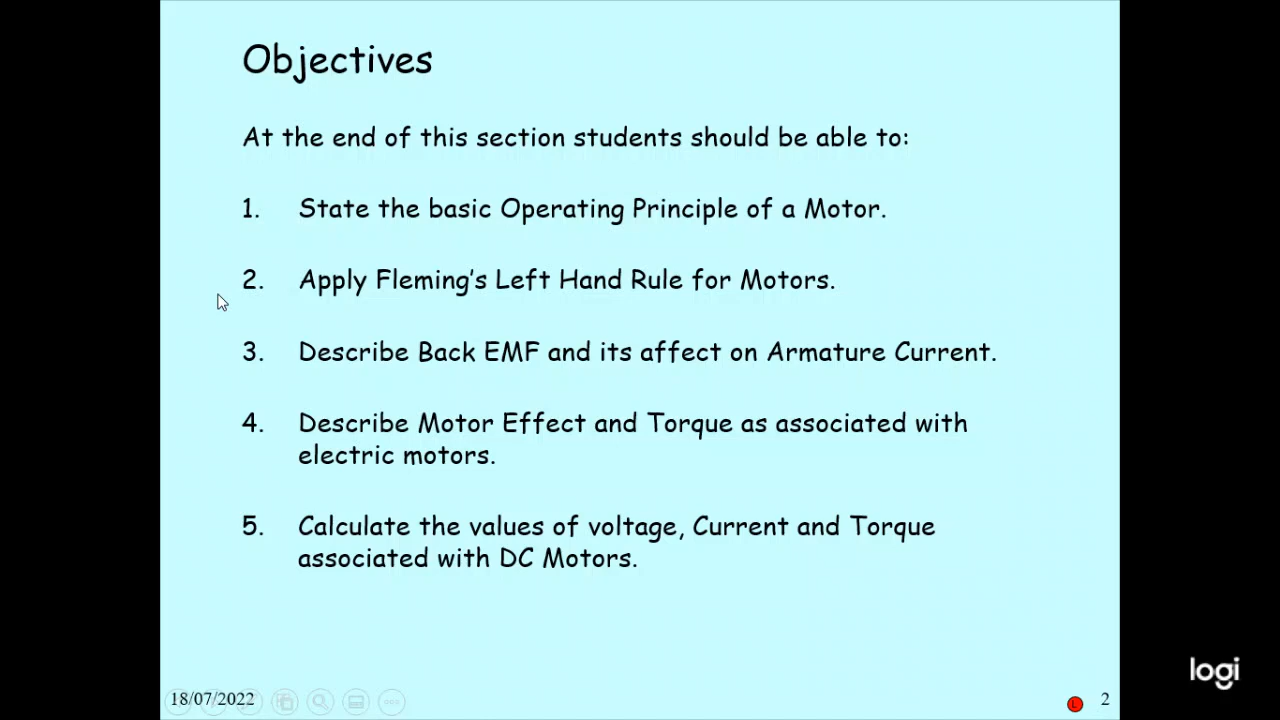 Objectives
At the end of this section students should be able to:
1. State the basic Operating Principle of a Motor.
2. Apply Fleming's Left Hand Rule for Motors.
3. Describe Back EMF and its affect on Armature Current.
4. Describe Motor Effect and Torque as associated with
electric motors.
5. Calculate the values of voltage, Current and Torque
associated with DC Motors.
18/07/2022
L
2
logi